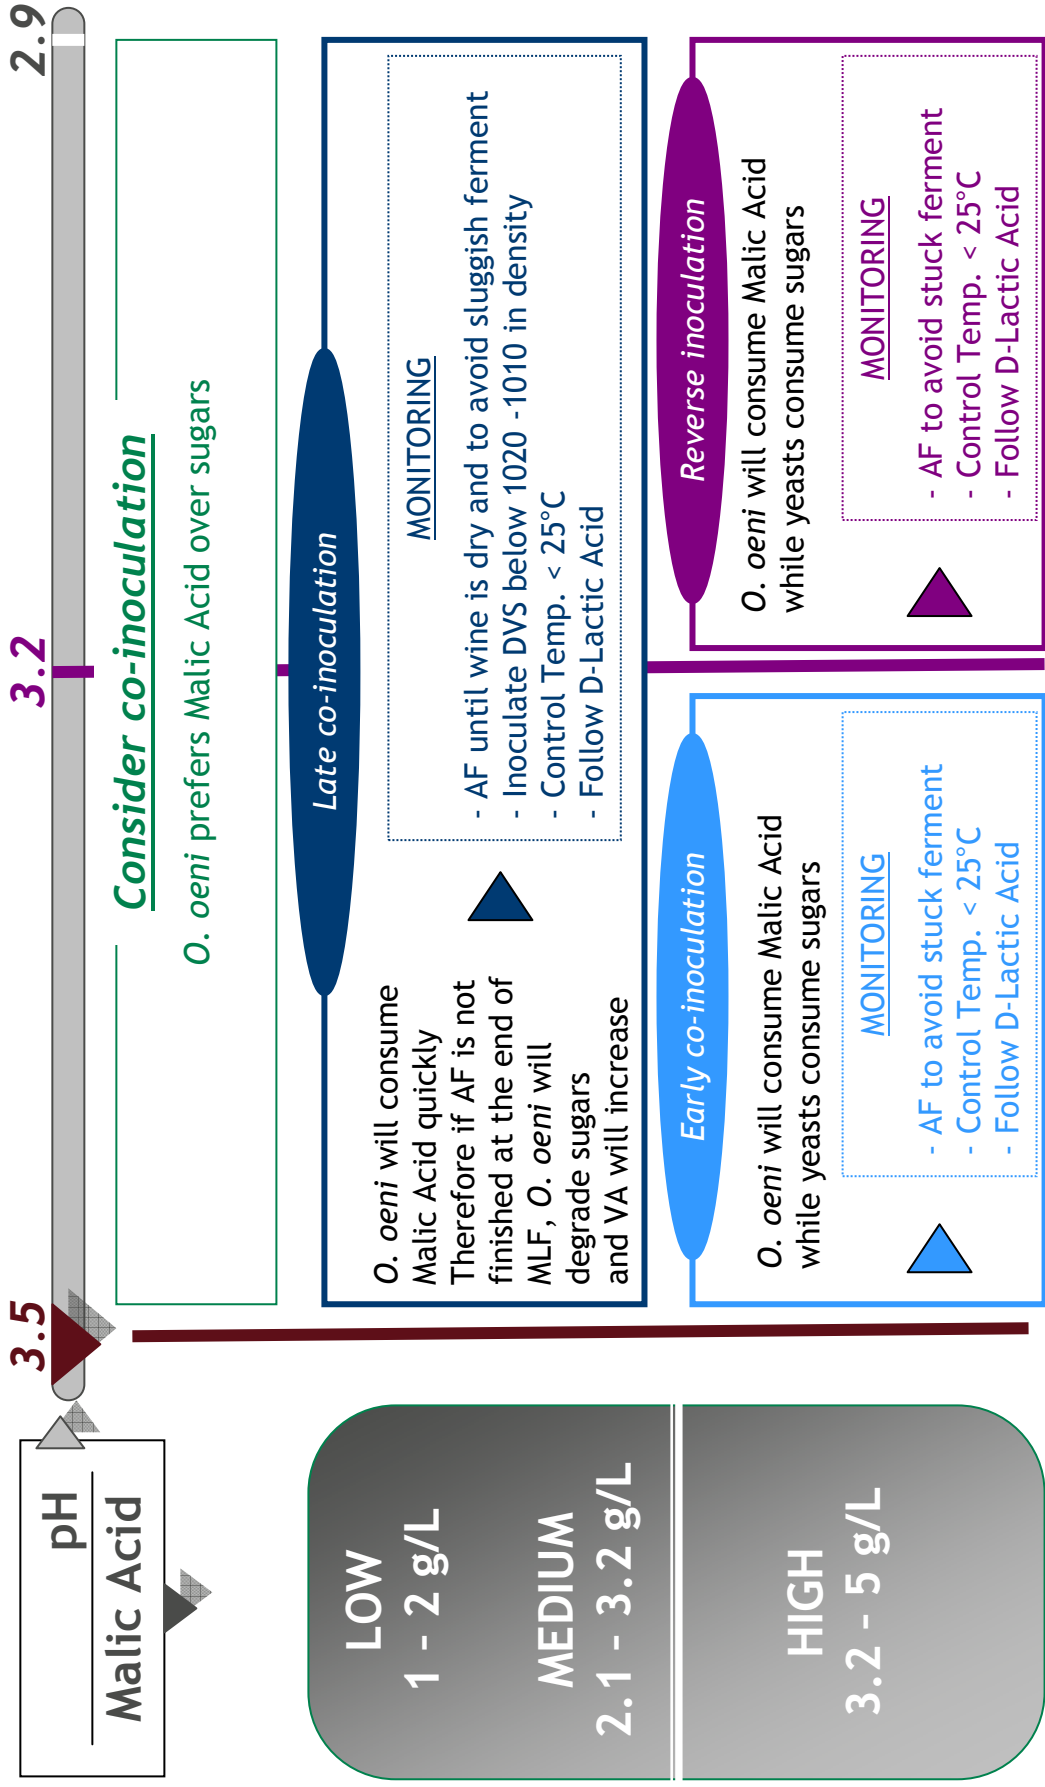 pH
Malic Acid
3.5
3.2
2.9
Consider co-inoculation
O. oeni prefers Malic Acid over sugars
LOW
1 - 2 g/L
MEDIUM
2.1 - 3.2 g/L
Late co-inoculation
O. oeni will consume
Malic Acid quickly
Therefore if AF is not
finished at the end of
MLF, O. oeni will
degrade sugars
and VA will increase
MONITORING
- AF until wine is dry and to avoid sluggish ferment
- Inoculate DVS below 1020 -1010 in density
- Control Temp. < 25°C
- Follow D-Lactic Acid
HIGH
3.2 - 5 g/L
Early co-inoculation
O. oeni will consume Malic Acid
while yeasts consume sugars
MONITORING
- AF to avoid stuck ferment
- Control Temp. < 25°C
- Follow D-Lactic Acid
Reverse inoculation
O. oeni will consume Malic Acid
while yeasts consume sugars
MONITORING
- AF to avoid stuck ferment
- Control Temp. < 25°C
- Follow D-Lactic Acid